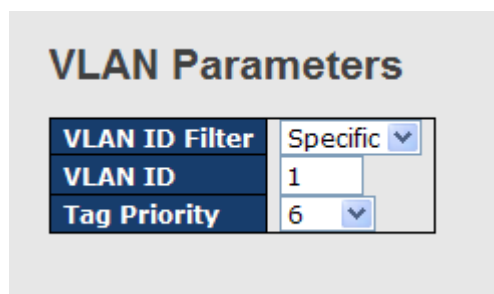 VLAN Parameters
VLAN ID Filter Specific
VLAN ID 1
Tag Priority 6